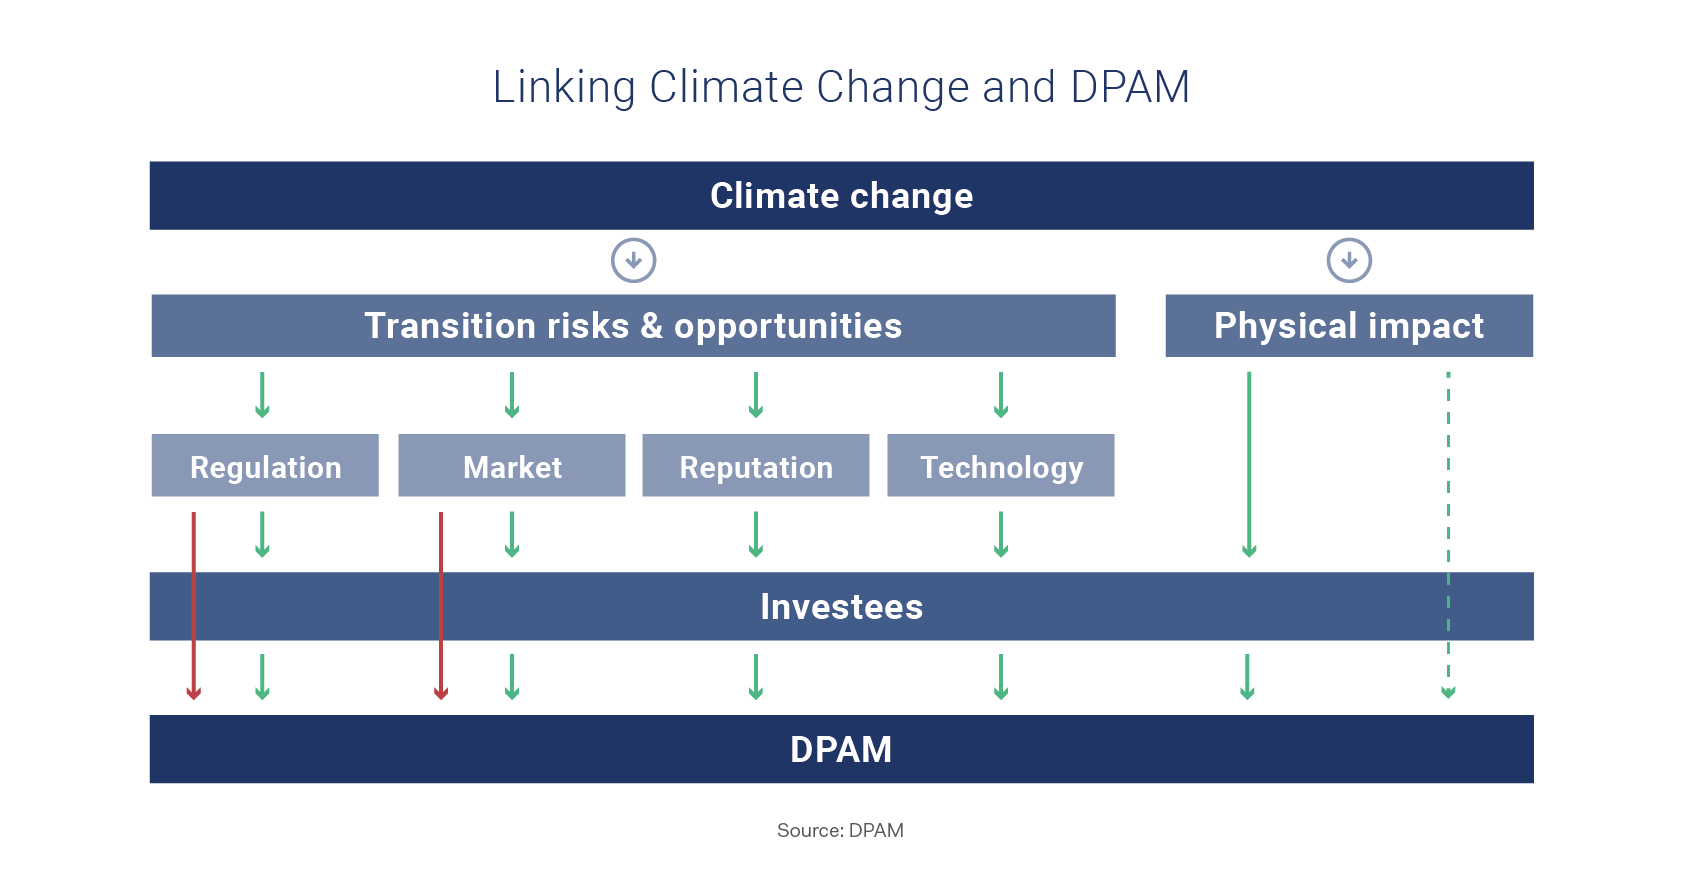 Linking Climate Change and DPAM
Climate change
Transition risks & opportunities
Physical impact
Regulation
Market
Reputation
Technology
Investees
DPAM
Source: DPAM